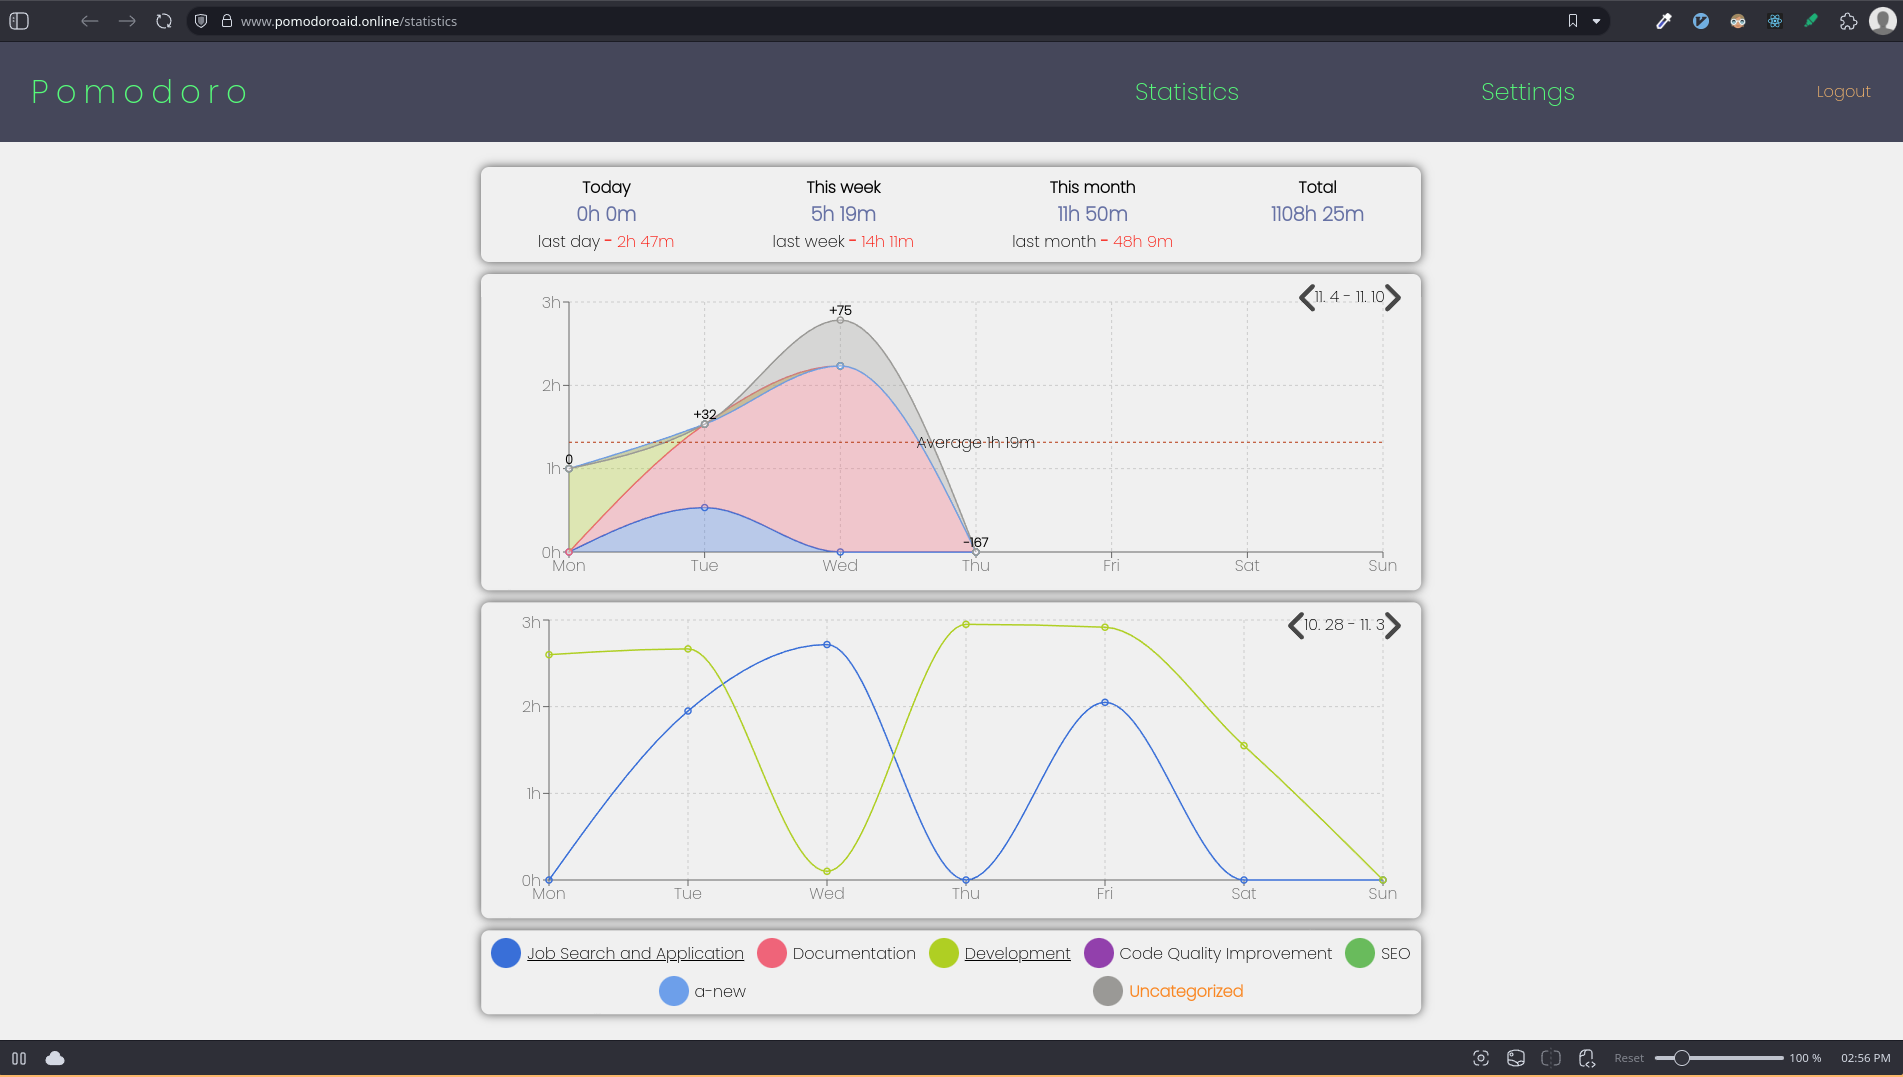 www.pomodoroaid.online/statistics
Pomodoro
Statistics
Settings
Logout
Today
0h 0m
last day - 2h 47m
This week
5h 19m
last week - 14h 11m
This month
11h 50m
last month - 48h 9m
Total
1108h 25m
11. 4 - 11. 10
3h
2h
1h
0h
0
+32
+75
-167
Average 1h 19m
Mon Tue Wed Thu Fri Sat Sun
10. 28 - 11. 3
3h
2h
1h
0h
Mon Tue Wed Thu Fri Sat Sun
Job Search and Application Documentation Development Code Quality Improvement SEO
a-new Uncategorized
Reset 100 % 02:56 PM